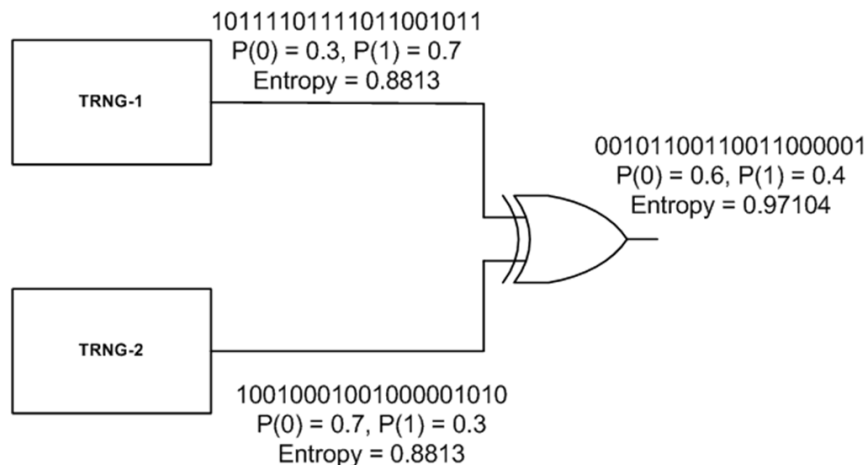 10111101111011001011
P(0) = 0.3, P(1) = 0.7
Entropy = 0.8813
TRNG-1
00101100110011000001
P(0) = 0.6, P(1) = 0.4
Entropy = 0.97104
TRNG-2
10010001001000001010
P(0) = 0.7, P(1) = 0.3
Entropy = 0.8813